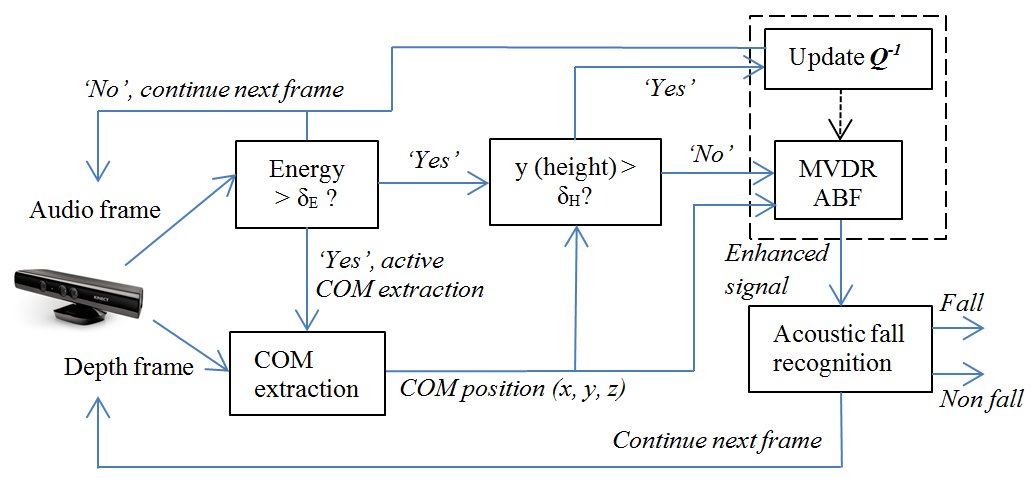 Update Q⁻¹
'No', continue next frame
'Yes'
Energy
> δE ?
'Yes'
y (height) >
δH?
'No'
MVDR
ABF
Audio frame
'Yes', active
COM extraction
Enhanced
signal
KINECT
Fall
Acoustic fall
recognition
Depth frame
COM
extraction
COM position (x, y, z)
Non fall
Continue next frame